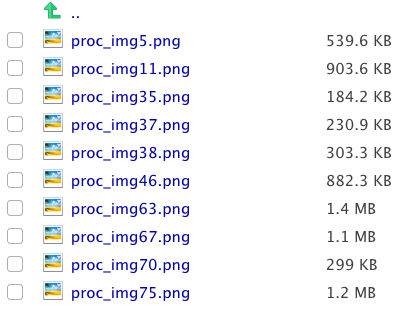 ..
proc_img5.png 539.6 KB
proc_img11.png 903.6 KB
proc_img35.png 184.2 KB
proc_img37.png 230.9 KB
proc_img38.png 303.3 KB
proc_img46.png 882.3 KB
proc_img63.png 1.4 MB
proc_img67.png 1.1 MB
proc_img70.png 299 KB
proc_img75.png 1.2 MB